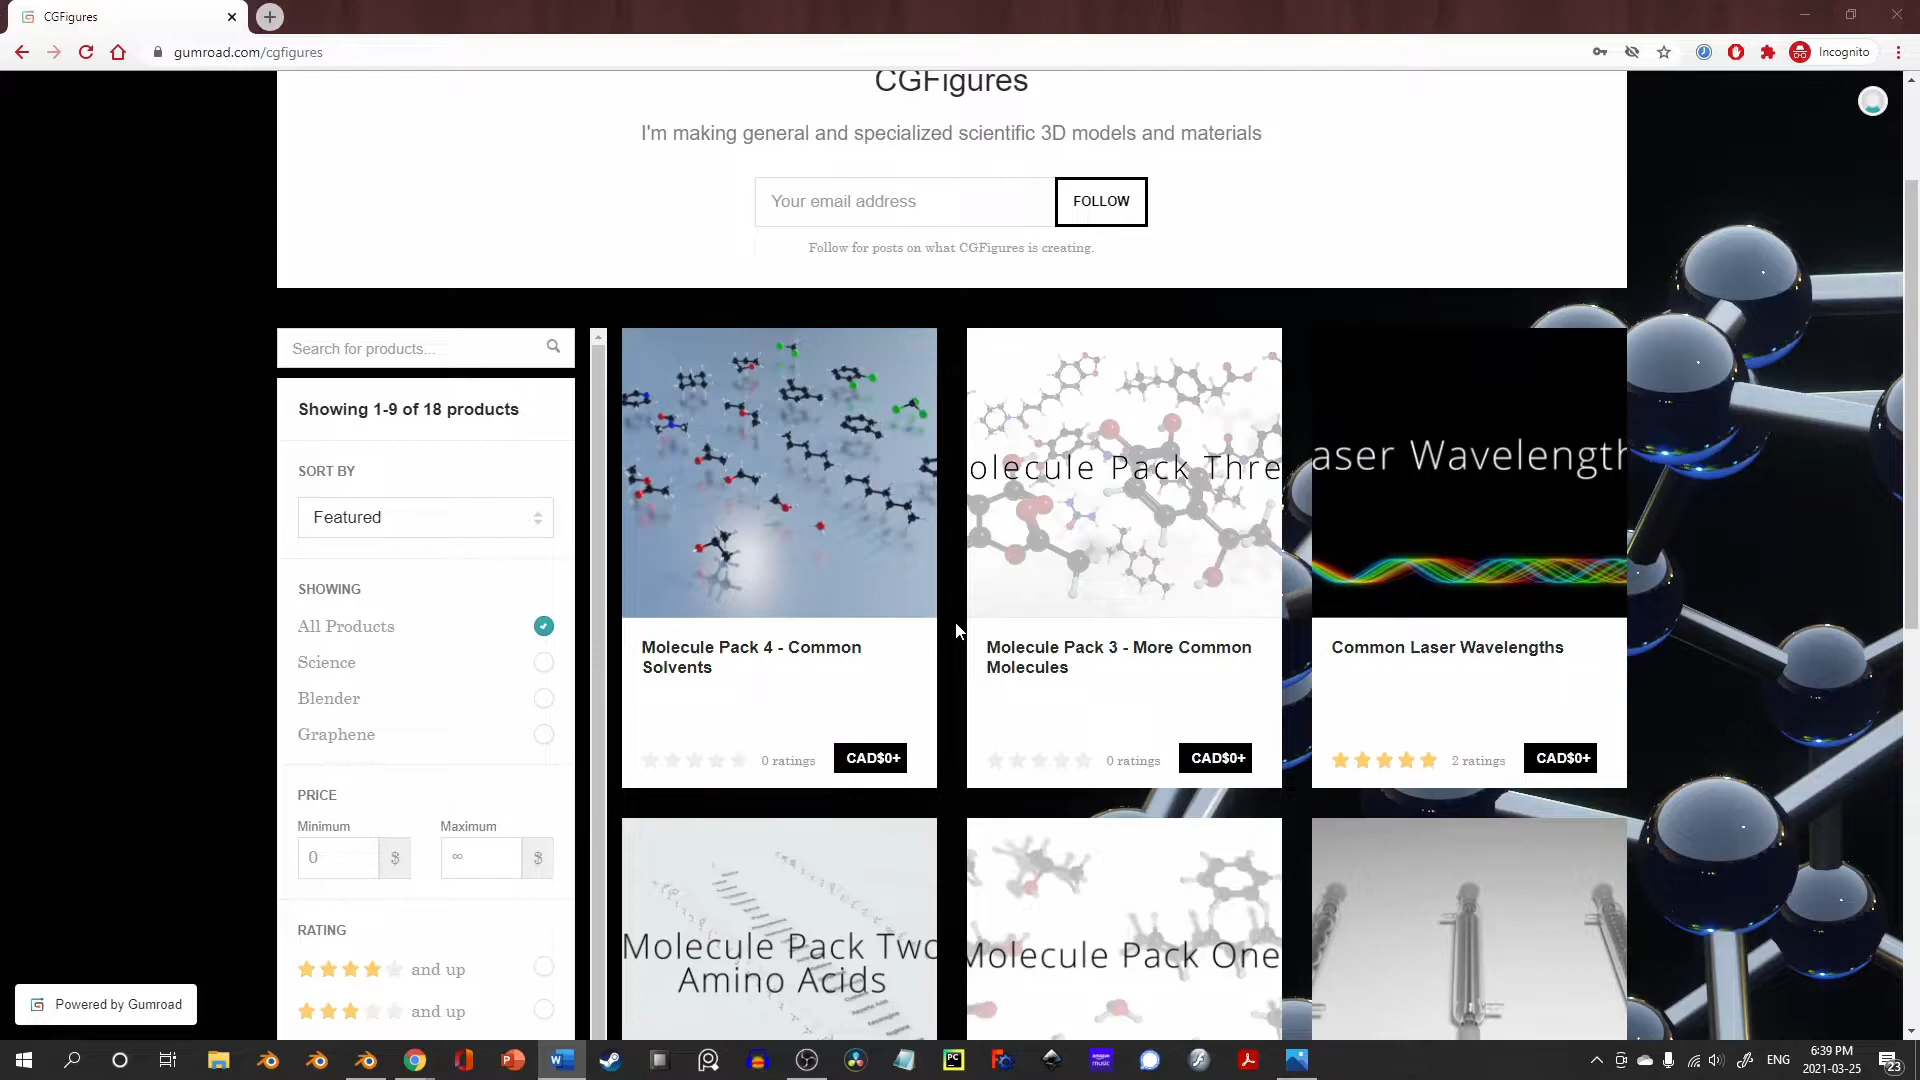 CGFigures
gumroad.com/cgfigures
Incognito
CGFigures
I'm making general and specialized scientific 3D models and materials
Your email address
FOLLOW
Follow for posts on what CGFigures is creating.
Search for products...
Showing 1-9 of 18 products
SORT BY
Featured
SHOWING
All Products
Science
Blender
Graphene
PRICE
Minimum
Maximum
0
$
∞
$
RATING
and up
and up
Molecule Pack 4 - Common
Solvents
0 ratings
CAD$0+
olecule Pack Thre
Molecule Pack 3 - More Common
Molecules
0 ratings
CAD$0+
aser Wavelength
Common Laser Wavelengths
2 ratings
CAD$0+
Molecule Pack Two
Amino Acids
Molecule Pack One
Powered by Gumroad
ENG
6:39 PM
2021-03-25
23